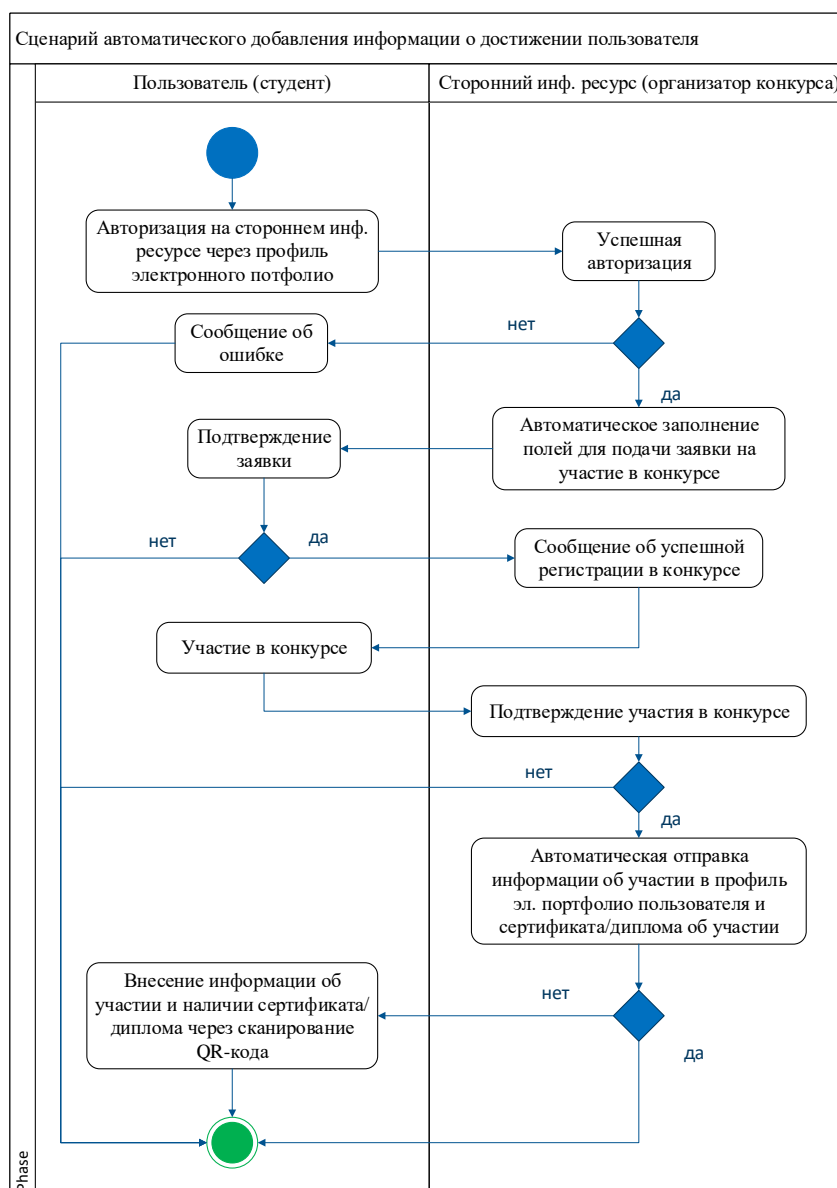 Сценарий автоматического добавления информации о достижении пользователя
Пользователь (студент)
Сторонний инф. ресурс (организатор конкурса)
Авторизация на стороннем инф.
ресурсе через профиль
электронного потфолио
Успешная
авторизация
нет
Сообщение об
ошибке
да
Автоматическое заполнение
полей для подачи заявки на
участие в конкурсе
Подтверждение
заявки
нет
да
Сообщение об успешной
регистрации в конкурсе
Участие в конкурсе
Подтверждение участия в конкурсе
нет
да
Автоматическая отправка
информации об участии в профиль
эл. портфолио пользователя и
сертификата/диплома об участии
Внесение информации об
участии и наличии сертификата/
диплома через сканирование
QR-кода
нет
да
Phase